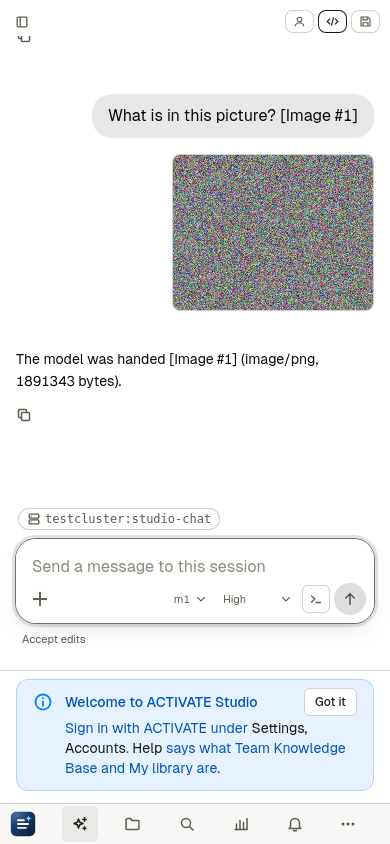 What is in this picture? [Image #1]
The model was handed [Image #1] (image/png,
1891343 bytes).
testcluster:studio-chat
Send a message to this session
m1
High
Accept edits
Welcome to ACTIVATE Studio
Got it
Sign in with ACTIVATE under Settings,
Accounts. Help says what Team Knowledge
Base and My library are.